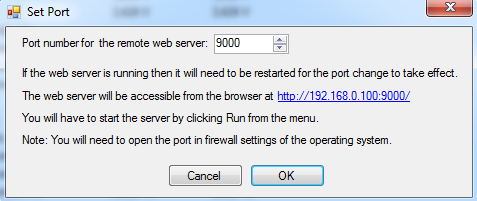 Set Port
Port number for the remote web server: 9000
If the web server is running then it will need to be restarted for the port change to take effect.
The web server will be accessible from the browser at http://192.168.0.100:9000/
You will have to start the server by clicking Run from the menu.
Note: You will need to open the port in firewall settings of the operating system.
Cancel OK